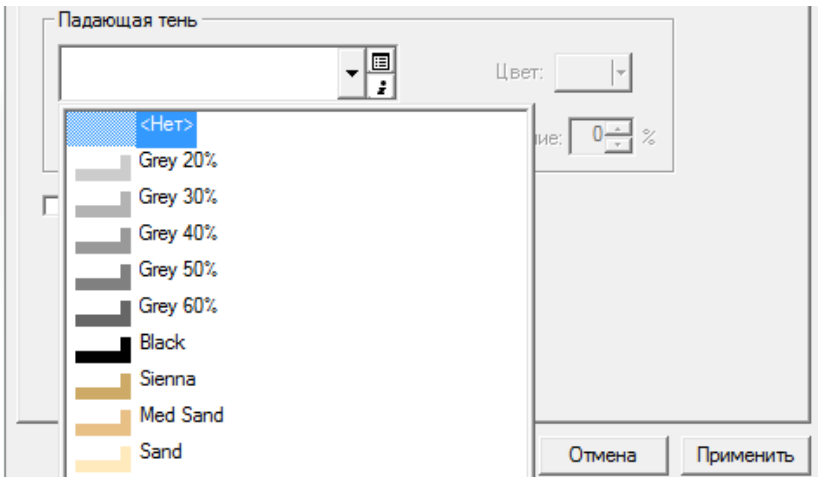 Падающая тень
Цвет:
<Нет>
ние: 0 %
Grey 20%
Grey 30%
Grey 40%
Grey 50%
Grey 60%
Black
Sienna
Med Sand
Sand
Отмена Применить